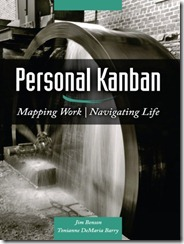 Personal Kanban
Mapping Work | Navigating Life
Jim Benson
Tonianne DeMaria Barry